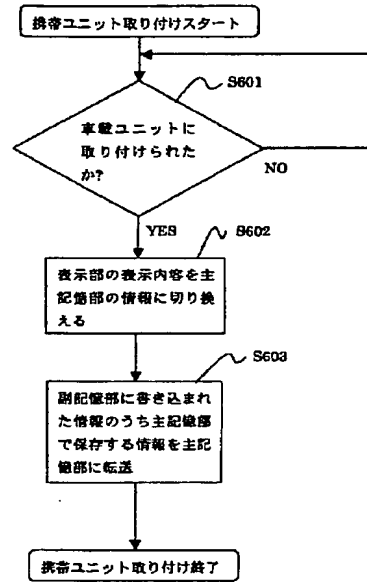 携帯ユニット取り付けスタート
S601
車載ユニットに
取り付けられた
か?
NO
YES
S602
表示部の表示内容を主
記憶部の情報に切り換
える
S603
副記憶部に書き込まれ
た情報のうち主記憶部
で保存する情報を主記
憶部に転送
携帯ユニット取り付け終了